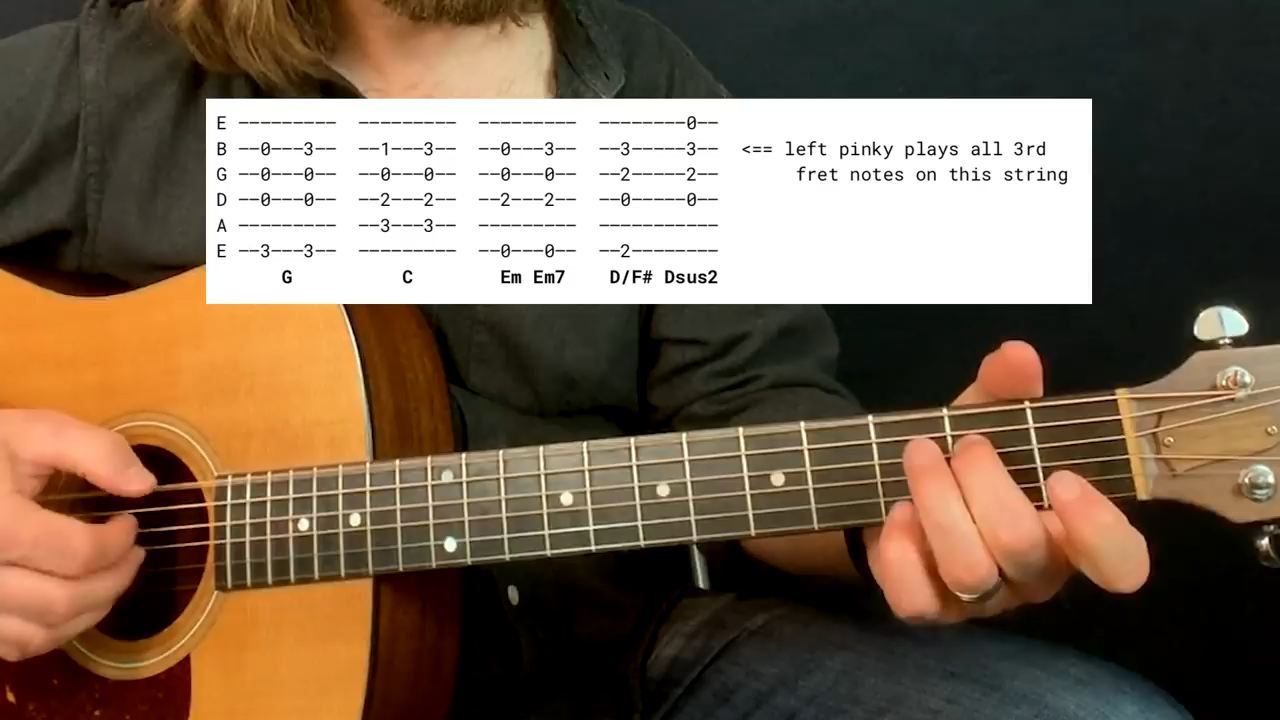 E ---------  ---------  ---------  --------0--
B --0---3--  --1---3--  --0---3--  --3-----3--  <== left pinky plays all 3rd
G --0---0--  --0---0--  --0---0--  --2-----2--       fret notes on this string
D --0---0--  --2---2--  --2---2--  --0-----0--
A ---------  --3---3--  ---------  -----------
E --3---3--  ---------  --0---0--  --2--------
G          C        Em Em7    D/F# Dsus2